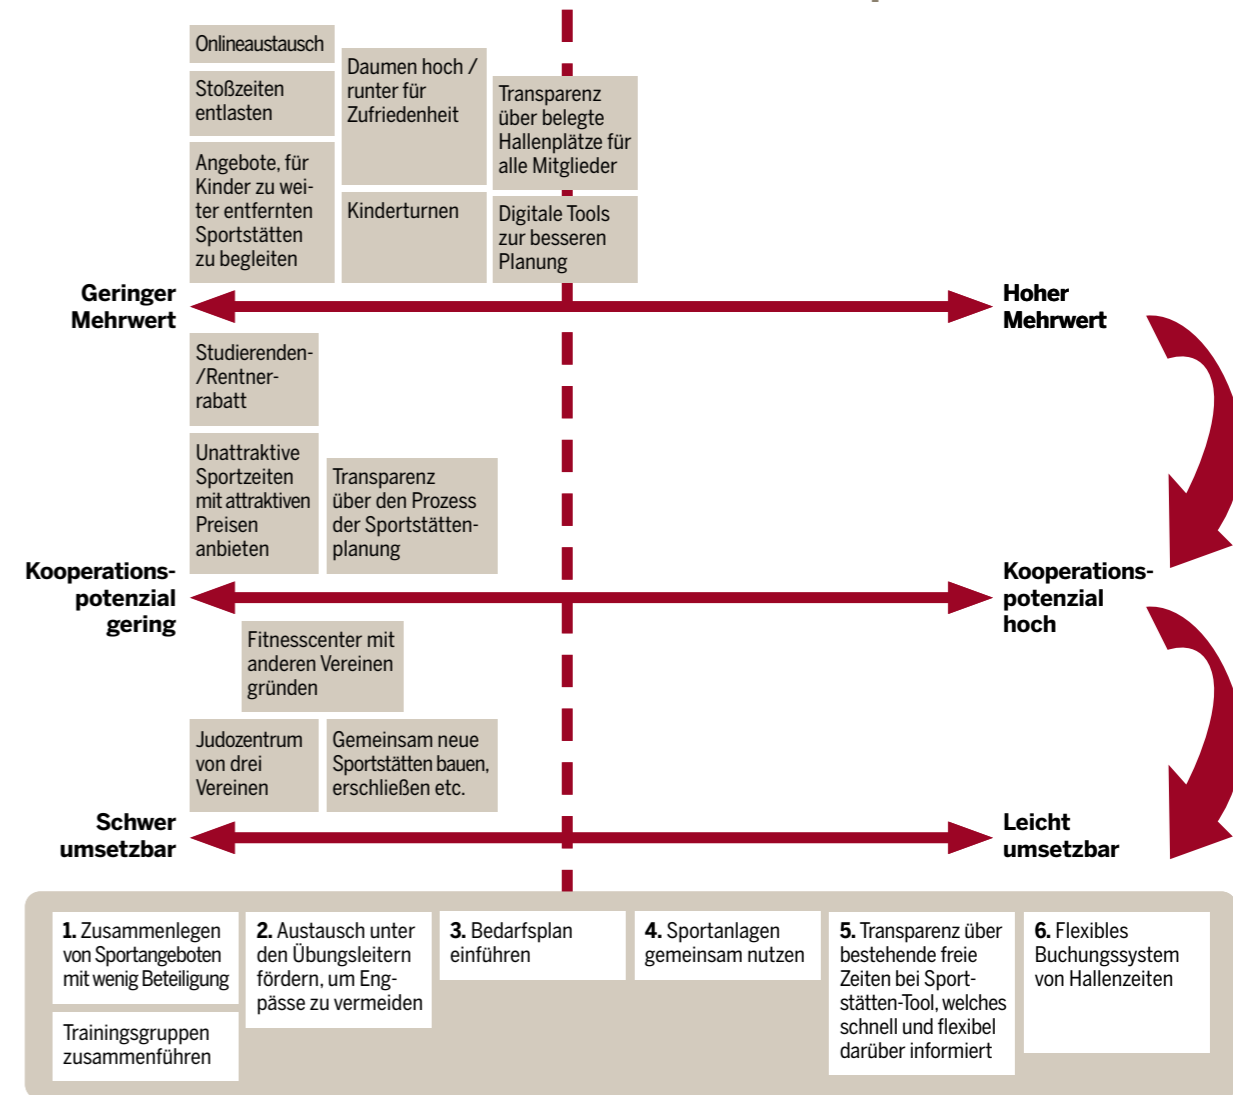 Onlineaustausch
Stoßzeiten
entlasten
Angebote, für
Kinder zu wei-
ter entfernten
Sportstätten
zu begleiten
Daumen hoch /
runter für
Zufriedenheit
Kinderturnen
Transparenz
über belegte
Hallenplätze für
alle Mitglieder
Digitale Tools
zur besseren
Planung
Geringer
Mehrwert
Hoher
Mehrwert
Studierenden-
/Rentner-
rabatt
Unattraktive
Sportzeiten
mit attraktiven
Preisen
anbieten
Transparenz
über den Prozess
der Sportstätten-
planung
Kooperations-
potenzial
gering
Kooperations-
potenzial
hoch
Fitnesscenter mit
anderen Vereinen
gründen
Judozentrum
von drei
Vereinen
Gemeinsam neue
Sportstätten bauen,
erschließen etc.
Schwer
umsetzbar
Leicht
umsetzbar
1. Zusammenlegen
von Sportangeboten
mit wenig Beteiligung
Trainingsgruppen
zusammenführen
2. Austausch unter
den Übungsleitern
fördern, um Eng-
pässe zu vermeiden
3. Bedarfsplan
einführen
4. Sportanlagen
gemeinsam nutzen
5. Transparenz über
bestehende freie
Zeiten bei Sport-
stätten-Tool, welches
schnell und flexibel
darüber informiert
6. Flexibles
Buchungssystem
von Hallenzeiten